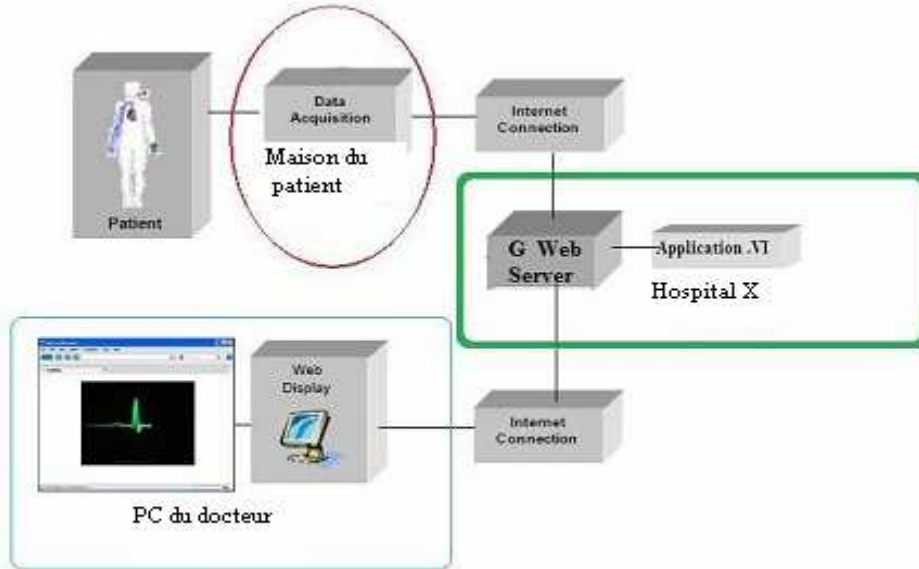 Data
Acquisition
Internet
Connection
Maison du
patient
Patient
G Web
Server
Application .VI
Hospital X
Web
Display
Internet
Connection
PC du docteur